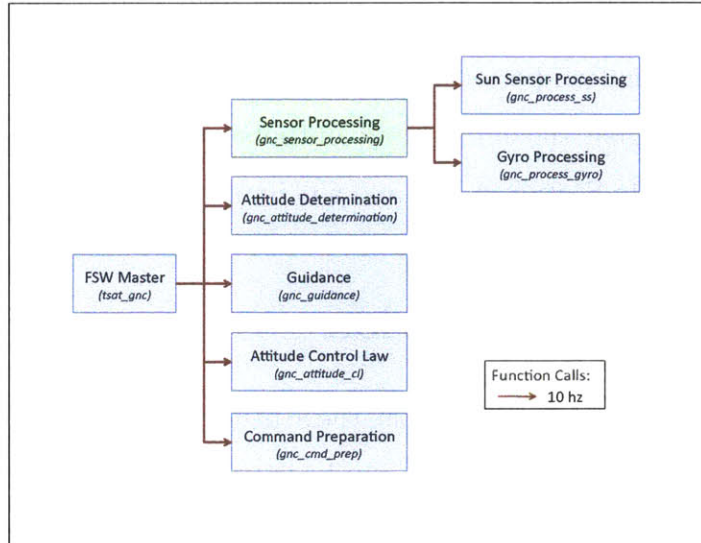 Sun Sensor Processing
(gnc_process_ss)
Sensor Processing
(gnc_sensor_processing)
Gyro Processing
(gnc_process_gyro)
Attitude Determination
(gnc_attitude_determination)
FSW Master
(tsat_gnc)
Guidance
(gnc_guidance)
Attitude Control Law
(gnc_attitude_cl)
Function Calls:
10 hz
Command Preparation
(gnc_cmd_prep)